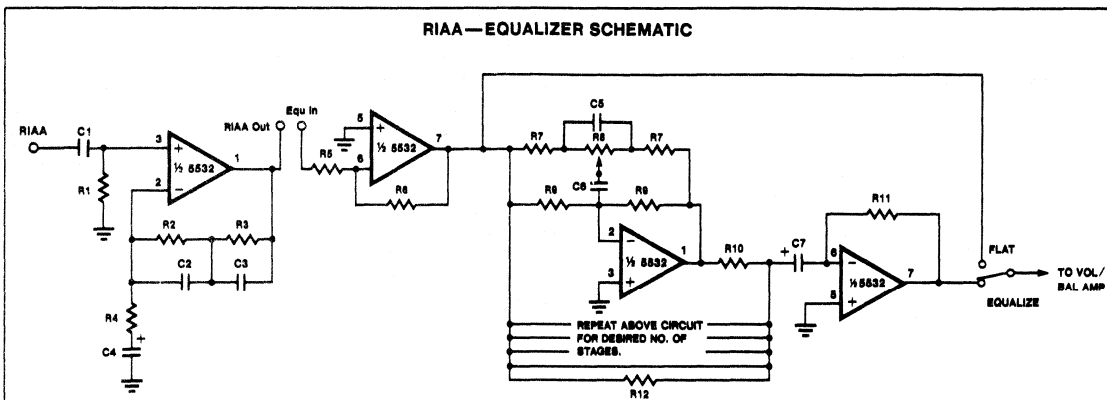 RIAA—EQUALIZER SCHEMATIC
RIAA
C1
R1
3
+
½ 5532
1
2
−
R2
R3
C2
C3
R4
+
C4
RIAA Out
Equ In
R5
5
+
½ 5532
7
6
−
R6
C5
R7
R8
R7
C6
R9
R9
2
−
½ 5532
1
3
+
R10
+
C7
R11
6
−
½ 5532
7
5
+
FLAT
EQUALIZE
TO VOL/
BAL AMP
REPEAT ABOVE CIRCUIT
FOR DESIRED NO. OF
STAGES.
R12